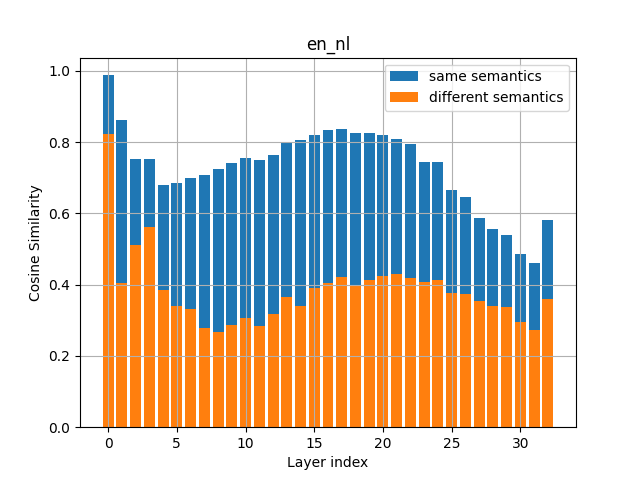 en_nl
same semantics
different semantics
1.0
0.8
0.6
0.4
0.2
0.0
Cosine Similarity
0 5 10 15 20 25 30
Layer index